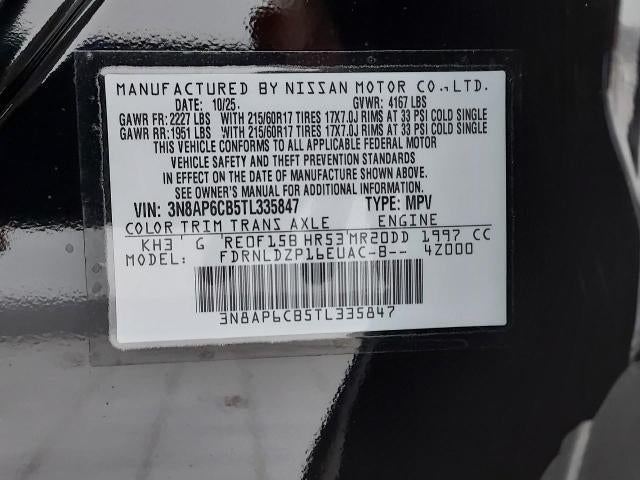 MANUFACTURED BY NISSAN MOTOR CO.,LTD.
DATE: 10/25. GVWR: 4167 LBS
GAWR FR: 2227 LBS WITH 215/60R17 TIRES 17X7.0J RIMS AT 33 PSI COLD SINGLE
GAWR RR: 1951 LBS WITH 215/60R17 TIRES 17X7.0J RIMS AT 33 PSI COLD SINGLE
THIS VEHICLE CONFORMS TO ALL APPLICABLE FEDERAL MOTOR
VEHICLE SAFETY AND THEFT PREVENTION STANDARDS
IN EFFECT ON THE DATE OF MANUFACTURE SHOWN ABOVE.
SEE OWNER'S MANUAL FOR ADDITIONAL INFORMATION.
VIN: 3N8AP6CB5TL335847 TYPE: MPV
COLOR TRIM TRANS AXLE ENGINE
KH3 G RE0F15B HR53 MR20DD 1997 CC
MODEL: FDRNLDZP16EUAC-B-- 4Z000
3N8AP6CB5TL335847